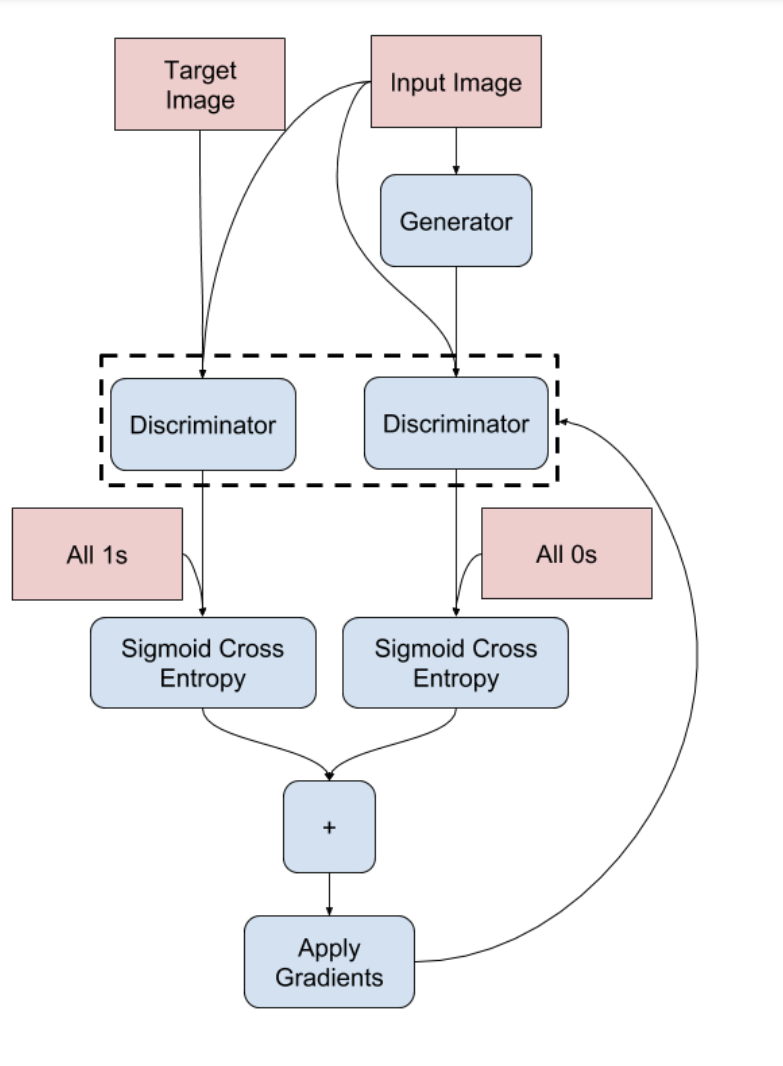 Target
Image
Input Image
Generator
Discriminator
Discriminator
All 1s
All 0s
Sigmoid Cross
Entropy
Sigmoid Cross
Entropy
+
Apply
Gradients